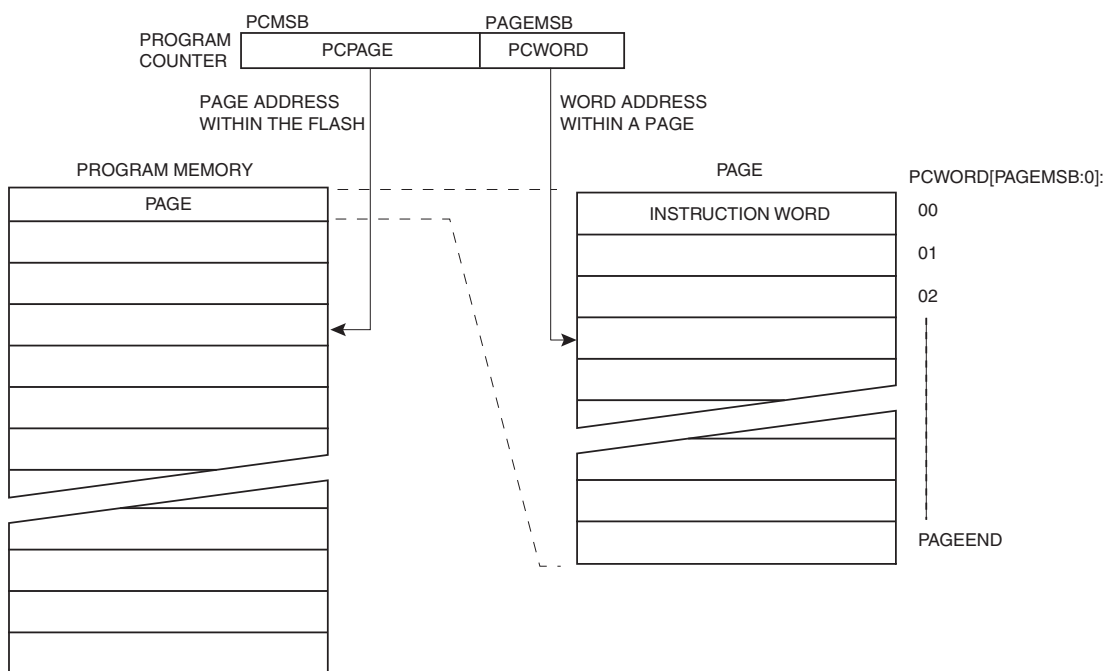 PCMSB
PAGEMSB
PROGRAM
COUNTER
PCPAGE
PCWORD
PAGE ADDRESS
WITHIN THE FLASH
WORD ADDRESS
WITHIN A PAGE
PROGRAM MEMORY
PAGE
PAGE
PCWORD[PAGEMSB:0]:
INSTRUCTION WORD
00
01
02
PAGEEND